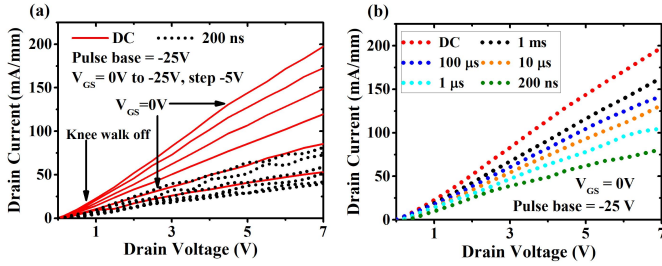 (a)
200
150
100
50
0
Drain Current (mA/mm)
DC
200 ns
Pulse base = -25V
VGS= 0V to -25V, step -5V
VGS=0V
Knee walk off
1
3
5
7
Drain Voltage (V)
(b)
200
150
100
50
0
Drain Current (mA/mm)
DC
1 ms
100 μs
10 μs
1 μs
200 ns
VGS = 0V
Pulse base = -25 V
1
3
5
7
Drain Voltage (V)